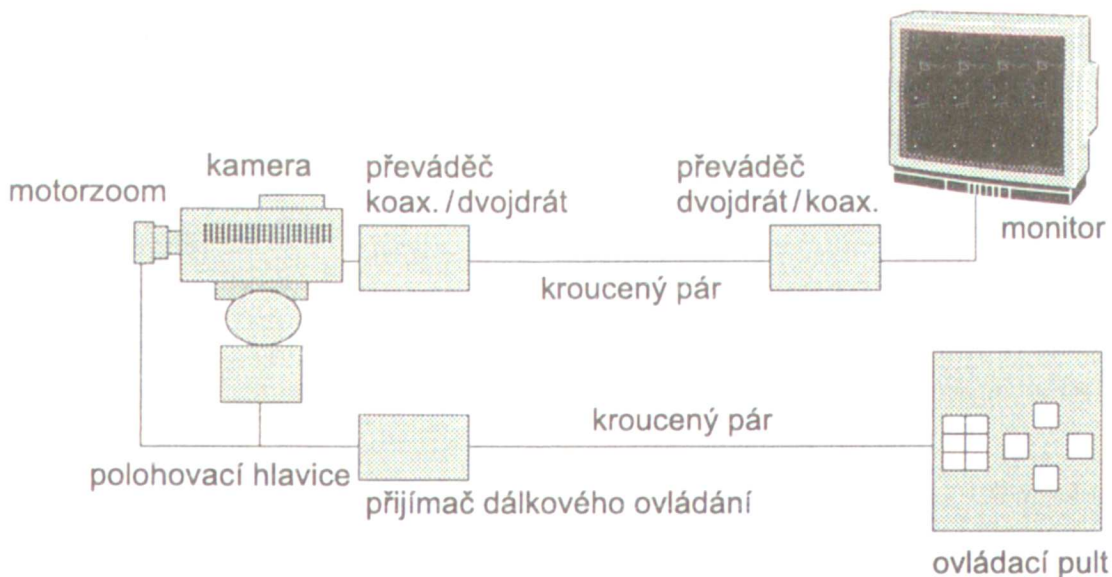 kamera
motorzoom
převáděč
koax. / dvojdrát
převáděč
dvojdrát / koax.
monitor
kroucený pár
kroucený pár
polohovací hlavice
přijímač dálkového ovládání
ovládací pult